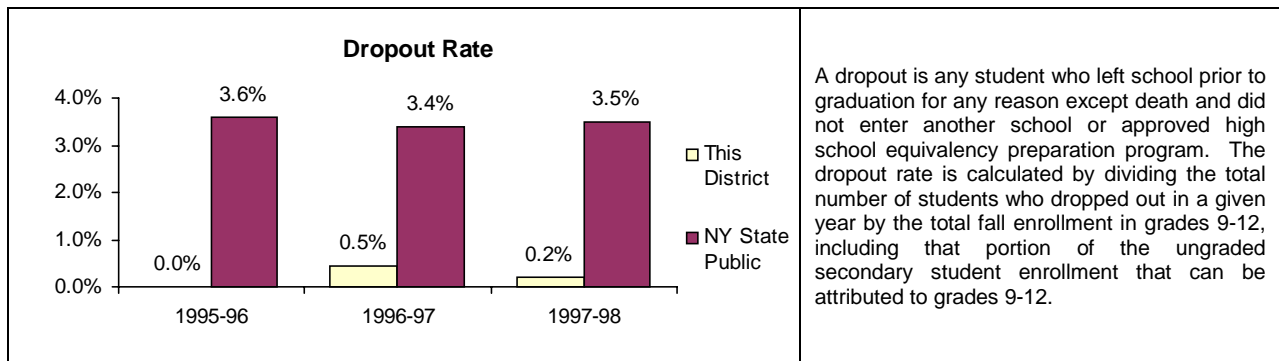 Dropout Rate
4.0%
3.0%
2.0%
1.0%
0.0%
3.6%
3.4%
3.5%
0.0%
0.5%
0.2%
1995-96
1996-97
1997-98
This
District
NY State
Public
A dropout is any student who left school prior to
graduation for any reason except death and did
not enter another school or approved high
school equivalency preparation program. The
dropout rate is calculated by dividing the total
number of students who dropped out in a given
year by the total fall enrollment in grades 9-12,
including that portion of the ungraded
secondary student enrollment that can be
attributed to grades 9-12.